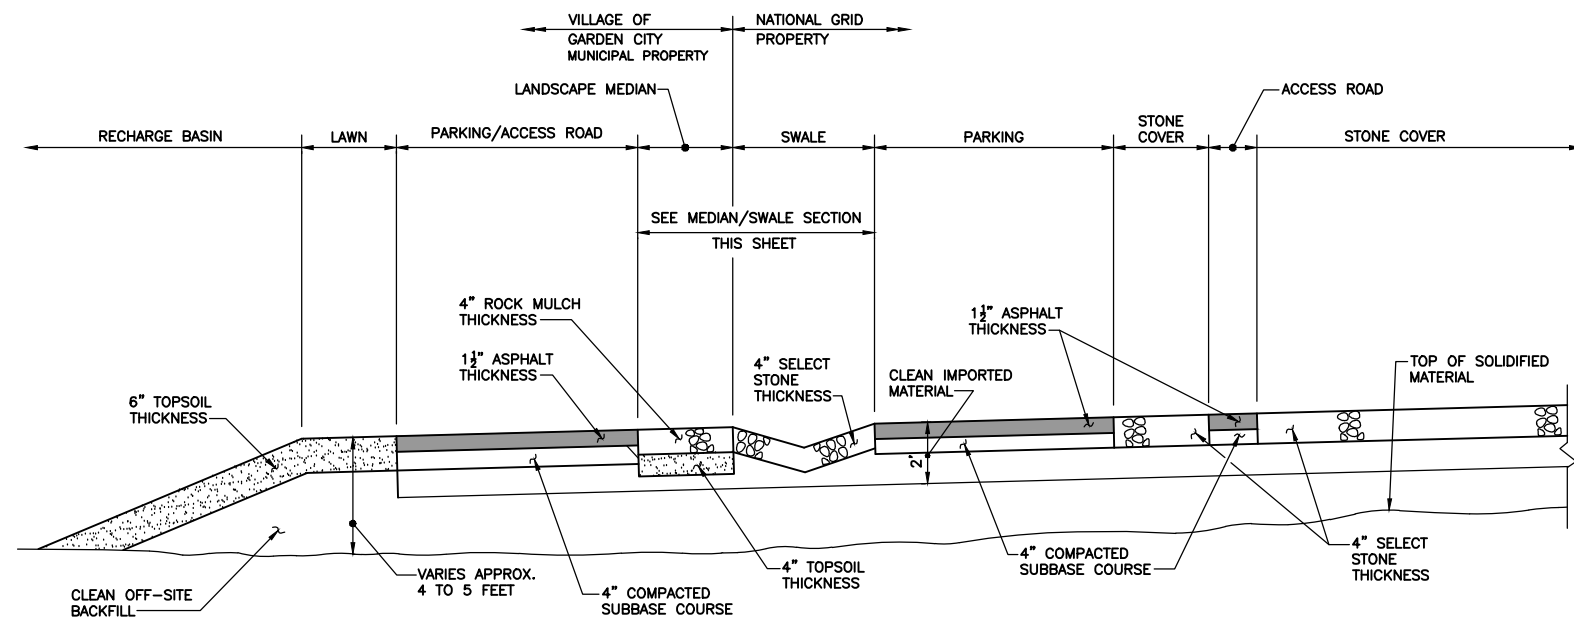 VILLAGE OF
GARDEN CITY
MUNICIPAL PROPERTY
NATIONAL GRID
PROPERTY
LANDSCAPE MEDIAN
ACCESS ROAD
RECHARGE BASIN
LAWN
PARKING/ACCESS ROAD
SWALE
PARKING
STONE
COVER
STONE COVER
SEE MEDIAN/SWALE SECTION
THIS SHEET
4" ROCK MULCH
THICKNESS
1½" ASPHALT
THICKNESS
6" TOPSOIL
THICKNESS
4" SELECT
STONE
THICKNESS
CLEAN IMPORTED
MATERIAL
1½" ASPHALT
THICKNESS
TOP OF SOLIDIFIED
MATERIAL
2'
CLEAN OFF-SITE
BACKFILL
VARIES APPROX.
4 TO 5 FEET
4" COMPACTED
SUBBASE COURSE
4" TOPSOIL
THICKNESS
4" COMPACTED
SUBBASE COURSE
4" SELECT
STONE
THICKNESS